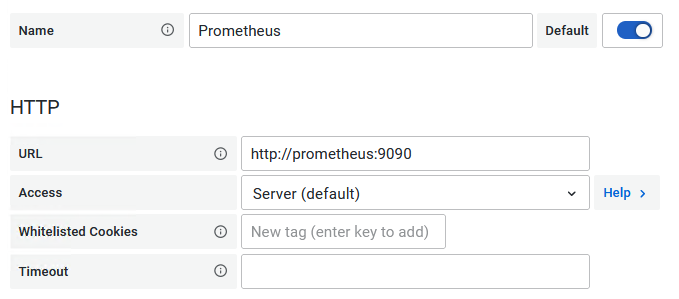 Name Prometheus Default
HTTP
URL http://prometheus:9090
Access Server (default) Help
Whitelisted Cookies New tag (enter key to add)
Timeout